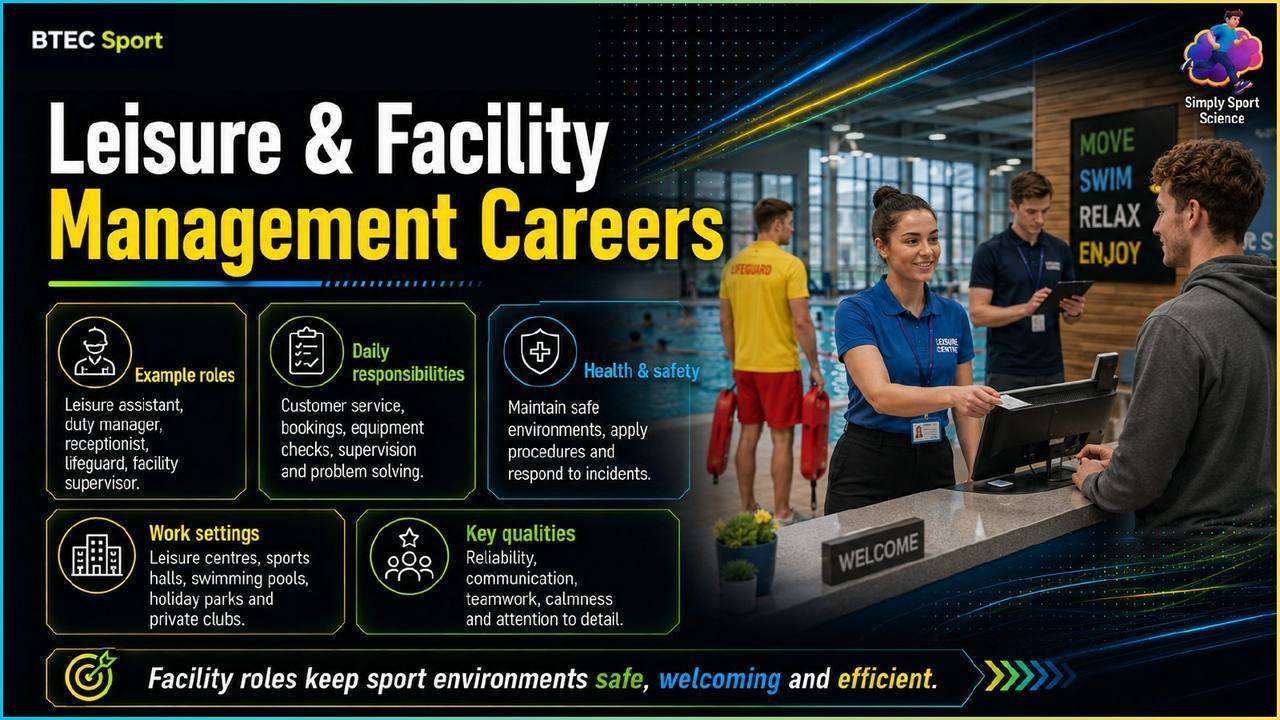 BTEC Sport
Simply Sport
Science
Leisure & Facility
Management Careers
Example roles
Leisure assistant,
duty manager,
receptionist,
lifeguard, facility
supervisor.
Daily
responsibilities
Customer service,
bookings, equipment
checks, supervision
and problem solving.
Health & safety
Maintain safe
environments, apply
procedures and
respond to incidents.
Work settings
Leisure centres, sports
halls, swimming pools,
holiday parks and
private clubs.
Key qualities
Reliability,
communication,
teamwork, calmness
and attention to detail.
Facility roles keep sport environments safe, welcoming and efficient.
MOVE
SWIM
RELAX
ENJOY
LIFEGUARD
LEISURE
CENTRE
WELCOME